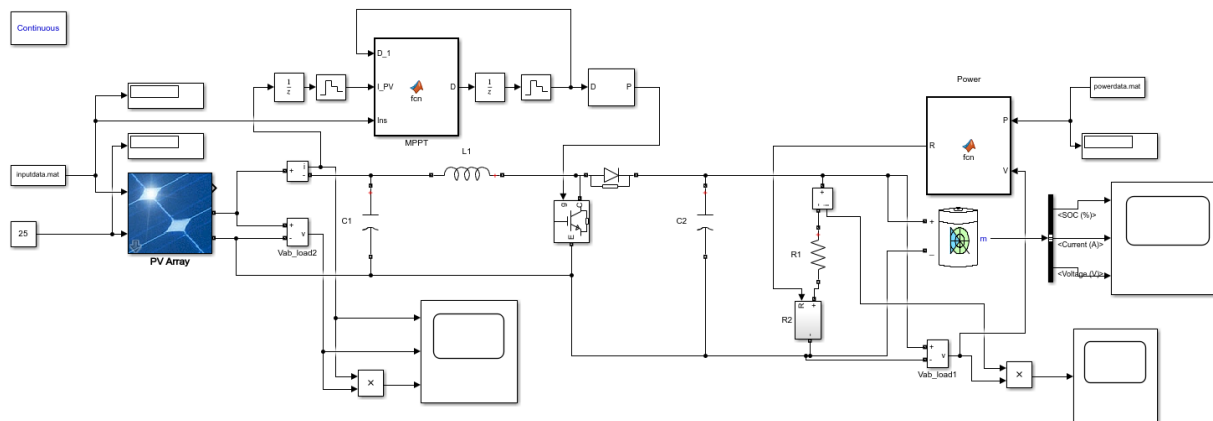 Continuous
D_1
I_PV
Ins
fcn
D
MPPT
1
z
1
z
D
P
Power
powerdata.mat
P
V
R
fcn
L1
inputdata.mat
25
PV Array
i
+
-
+
-
v
Vab_load2
C1
g
C
E
C2
+
-
i
R1
R
+
-
R2
+
_
m
<SOC (%)>
<Current (A)>
<Voltage (V)>
+
-
v
Vab_load1
×
×